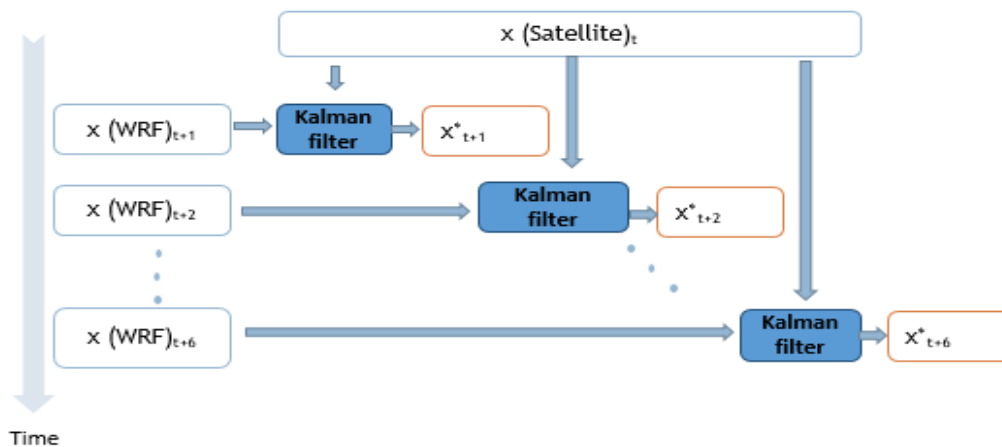 x (Satellite)ₜ
x (WRF)ₜ₊₁
Kalman
filter
x*ₜ₊₁
x (WRF)ₜ₊₂
Kalman
filter
x*ₜ₊₂
x (WRF)ₜ₊₆
Kalman
filter
x*ₜ₊₆
Time